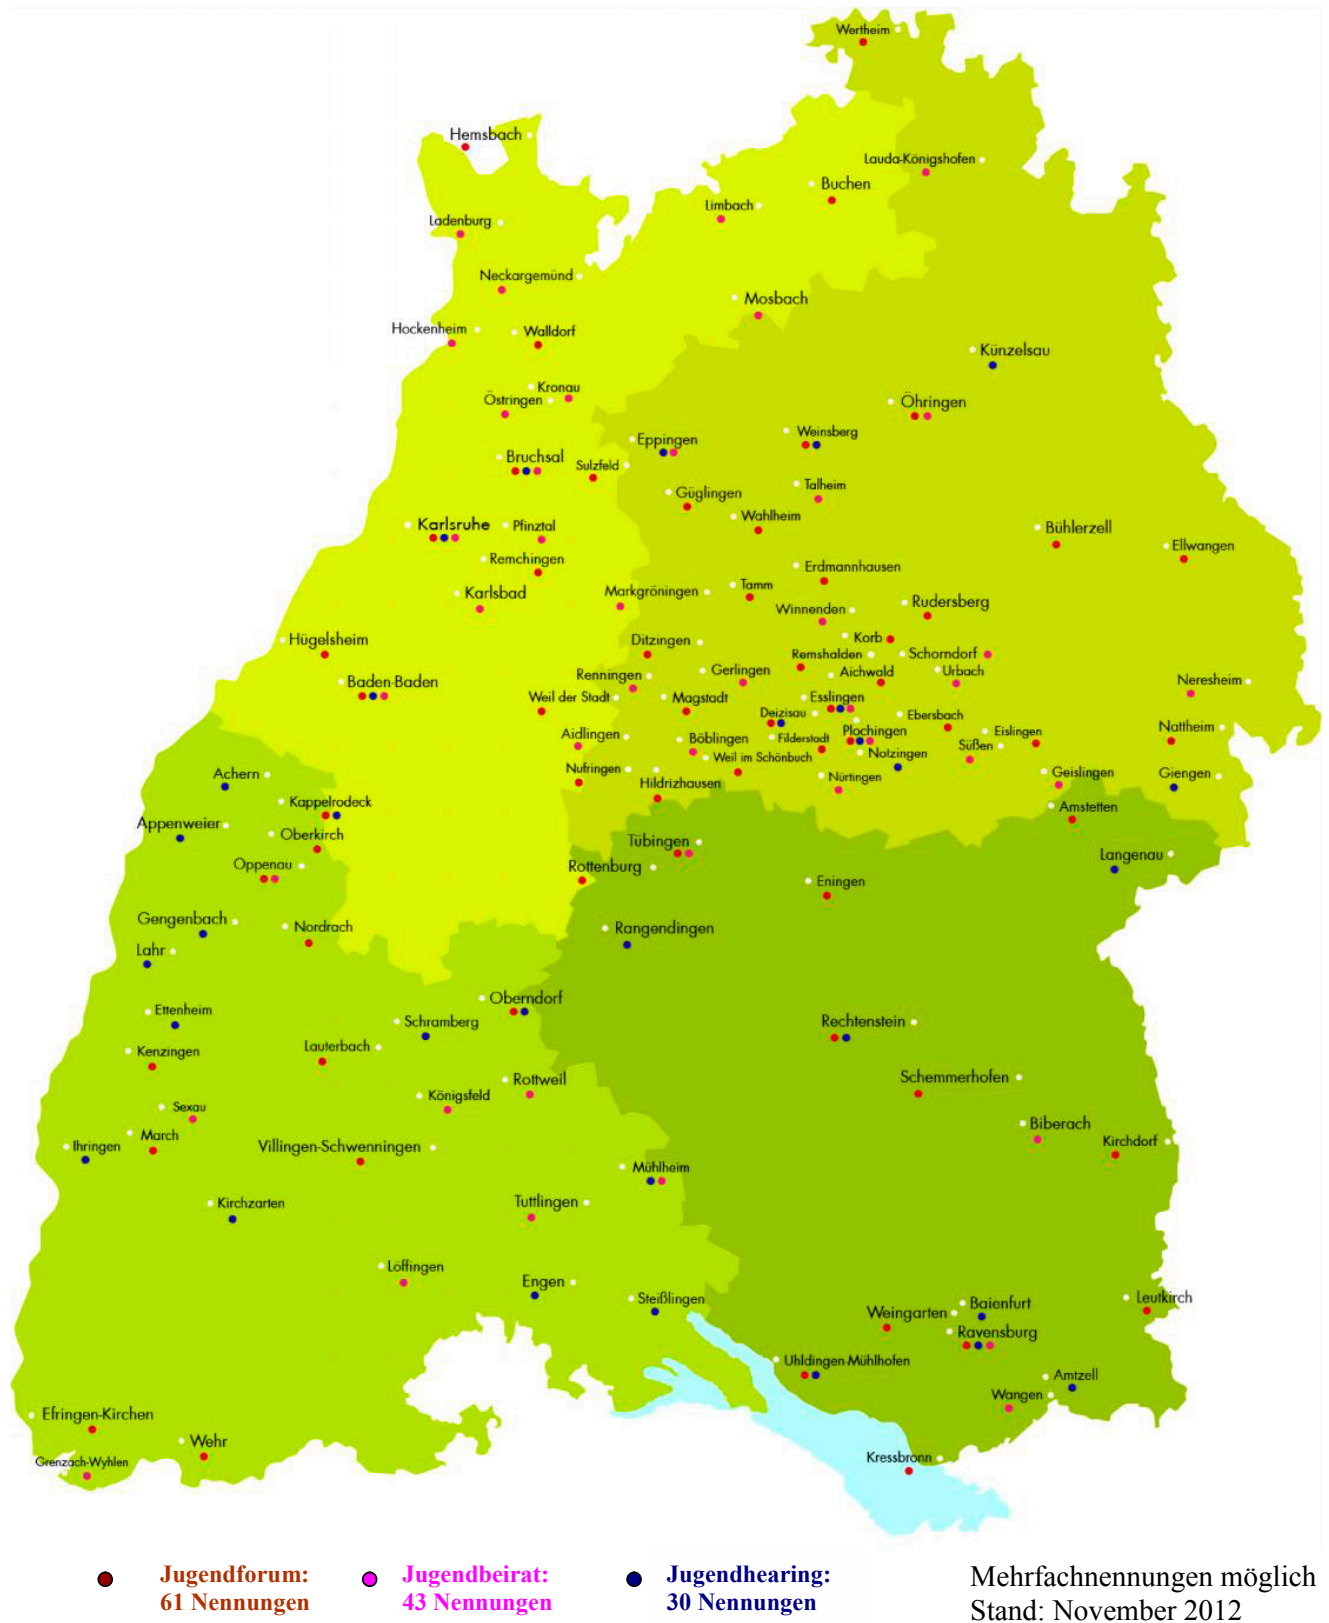 Wertheim
Hemsbach
Lauda-Königshofen
Buchen
Limbach
Ladenburg
Neckargemünd
Mosbach
Hockenheim
Walldorf
Künzelsau
Kronau
Östringen
Öhringen
Weinsberg
Eppingen
Bruchsal
Sulzfeld
Talheim
Güglingen
Wahlheim
Karlsruhe
Pfinztal
Bühlerzell
Ellwangen
Remchingen
Erdmannhausen
Karlsbad
Markgröningen
Tamm
Winnenden
Rudersberg
Hügelsheim
Ditzingen
Korb
Remshalden
Schorndorf
Gerlingen
Aichwald
Urbach
Renningen
Baden-Baden
Neresheim
Weil der Stadt
Magstadt
Esslingen
Deizisau
Ebersbach
Nattheim
Aidlingen
Böblingen
Filderstadt
Plochingen
Eislingen
Süßen
Notzingen
Weil im Schönbuch
Nufringen
Hildrizhausen
Nürtingen
Geislingen
Giengen
Achern
Kappelrodeck
Amstetten
Appenweier
Oberkirch
Tübingen
Langenau
Oppenau
Rottenburg
Eningen
Gengenbach
Nordrach
Rangendingen
Lahr
Oberndorf
Ettenheim
Schramberg
Rechtenstein
Kenzingen
Lauterbach
Schemmerhofen
Rottweil
Königsfeld
Sexau
Biberach
March
Kirchdorf
Ihringen
Villingen-Schwenningen
Mühlheim
Kirchzarten
Tuttlingen
Löffingen
Engen
Steißlingen
Baienfurt
Leutkirch
Weingarten
Ravensburg
Uhldingen-Mühlhofen
Amtzell
Wangen
Efringen-Kirchen
Wehr
Grenzach-Wyhlen
Kressbronn
Jugendforum:
61 Nennungen
Jugendbeirat:
43 Nennungen
Jugendhearing:
30 Nennungen
Mehrfachnennungen möglich
Stand: November 2012